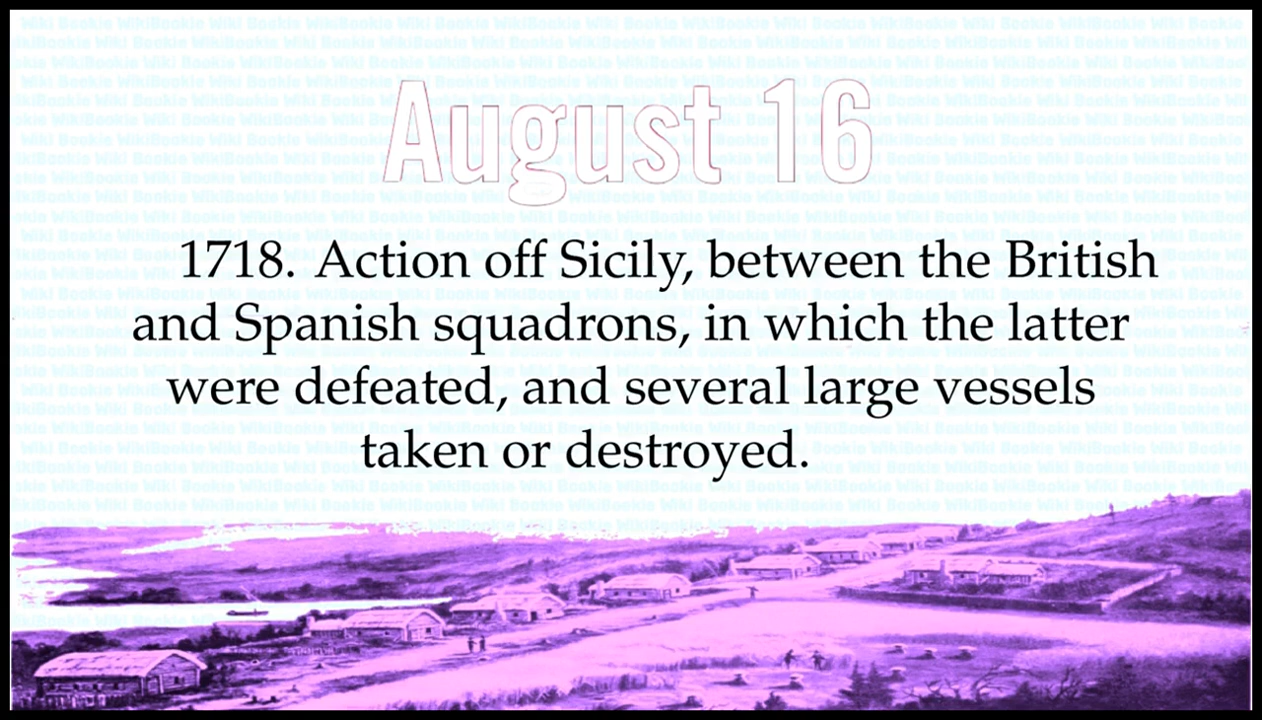 August 16
1718. Action off Sicily, between the British
and Spanish squadrons, in which the latter
were defeated, and several large vessels
taken or destroyed.